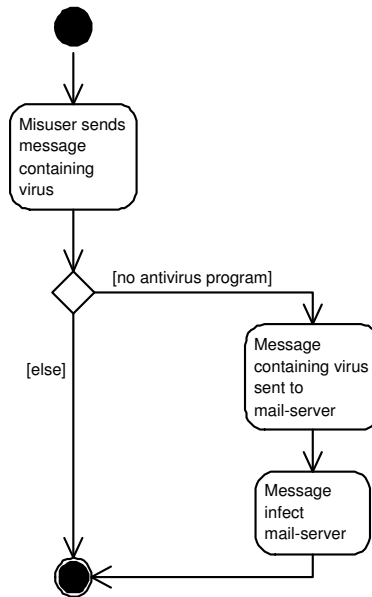 Misuser sends
message
containing
virus
[no antivirus program]
[else]
Message
containing virus
sent to
mail-server
Message
infect
mail-server